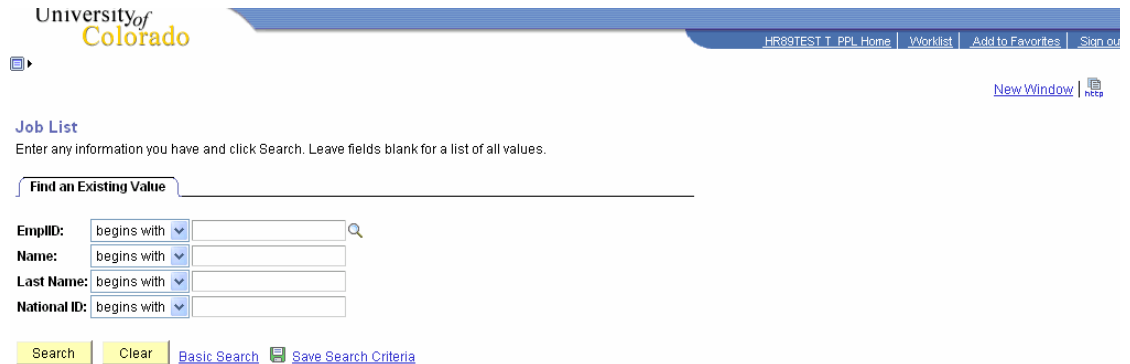 University of
Colorado
HR89TEST T PPL Home | Worklist | Add to Favorites | Sign ou
New Window | http
Job List
Enter any information you have and click Search. Leave fields blank for a list of all values.
Find an Existing Value
EmplID: begins with
Name: begins with
Last Name: begins with
National ID: begins with
Search Clear Basic Search Save Search Criteria